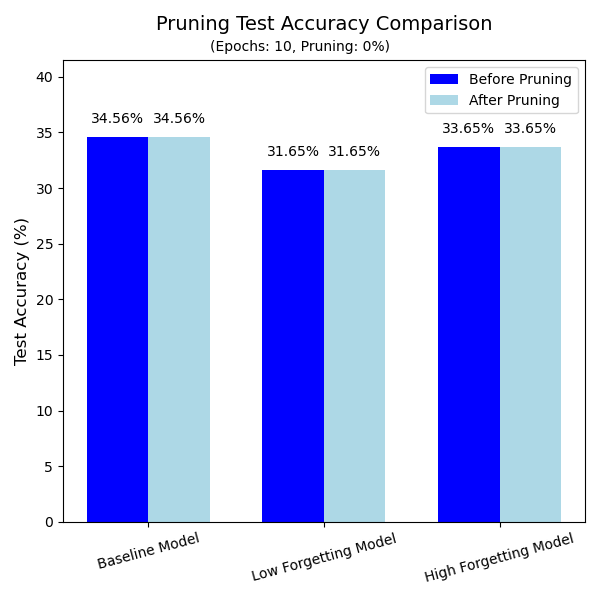 Pruning Test Accuracy Comparison
(Epochs: 10, Pruning: 0%)
Before Pruning
After Pruning
Test Accuracy (%)
40
35
30
25
20
15
10
5
0
34.56% 34.56%
31.65% 31.65%
33.65% 33.65%
Baseline Model
Low Forgetting Model
High Forgetting Model